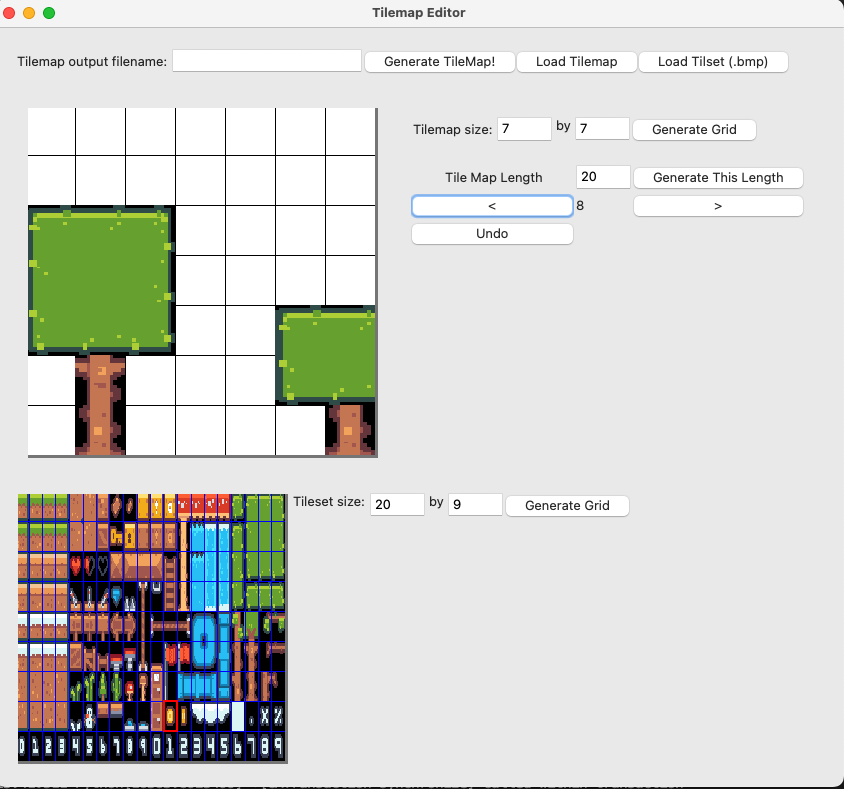 Tilemap Editor
Tilemap output filename: Generate TileMap! Load Tilemap Load Tilset (.bmp)
Tilemap size: 7 by 7 Generate Grid
Tile Map Length 20 Generate This Length
< 8 >
Undo
Tileset size: 20 by 9 Generate Grid
0 1 2 3 4 5 6 7 8 9 0 1 2 3 4 5 6 7 8 9